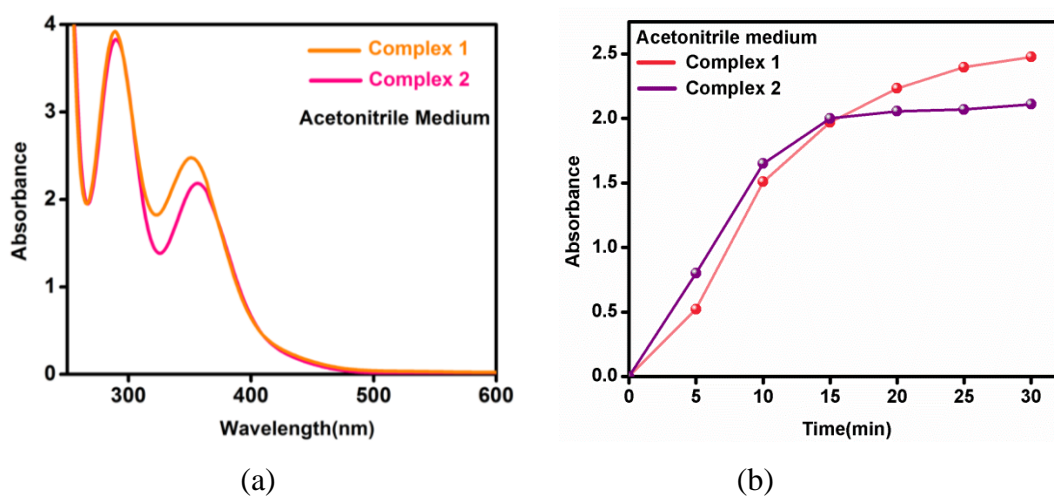 Complex 1
Complex 2
Acetonitrile Medium
Absorbance
4
3
2
1
0
300
400
500
600
Wavelength(nm)
(a)
Acetonitrile medium
Complex 1
Complex 2
Absorbance
2.5
2.0
1.5
1.0
0.5
0.0
0
5
10
15
20
25
30
Time(min)
(b)